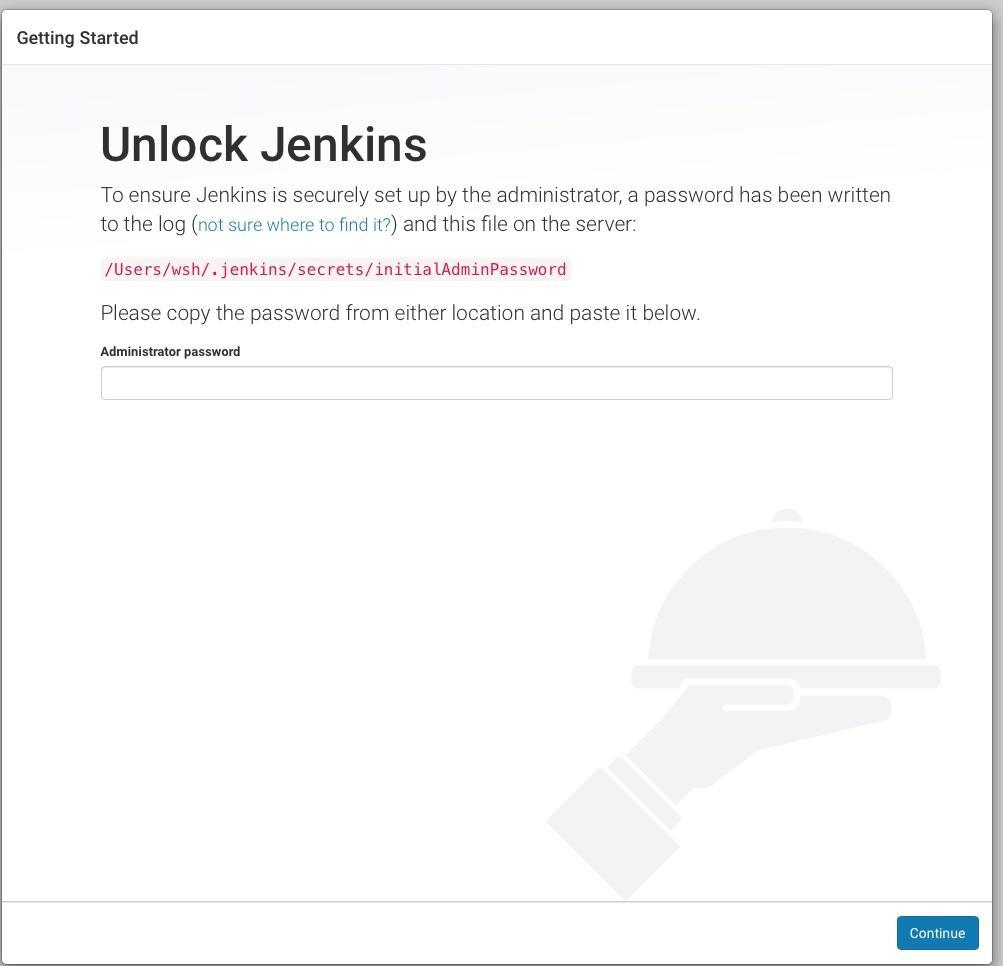 Getting Started
Unlock Jenkins
To ensure Jenkins is securely set up by the administrator, a password has been written
to the log (not sure where to find it?) and this file on the server:
/Users/wsh/.jenkins/secrets/initialAdminPassword
Please copy the password from either location and paste it below.
Administrator password
Continue